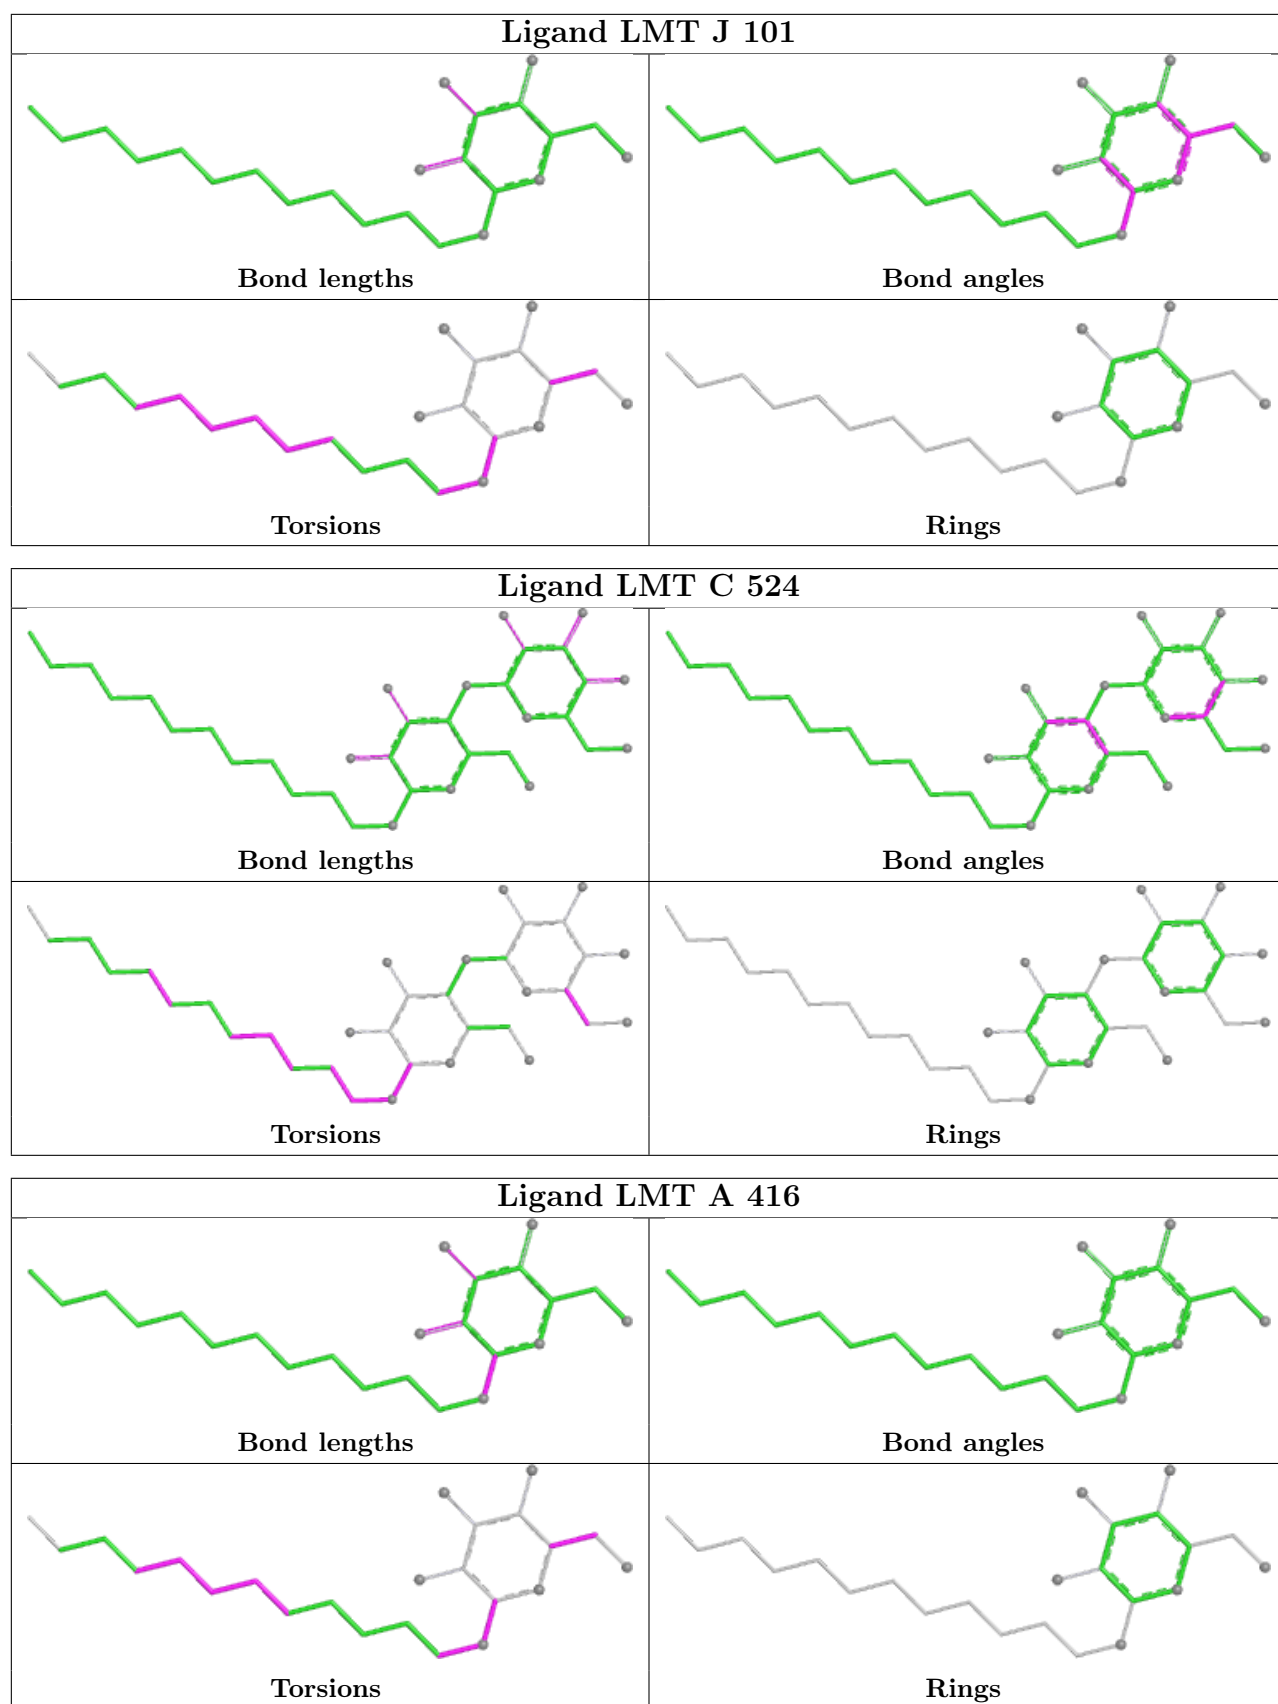 Ligand LMT J 101
Bond lengths
Bond angles
Torsions
Rings
Ligand LMT C 524
Bond lengths
Bond angles
Torsions
Rings
Ligand LMT A 416
Bond lengths
Bond angles
Torsions
Rings